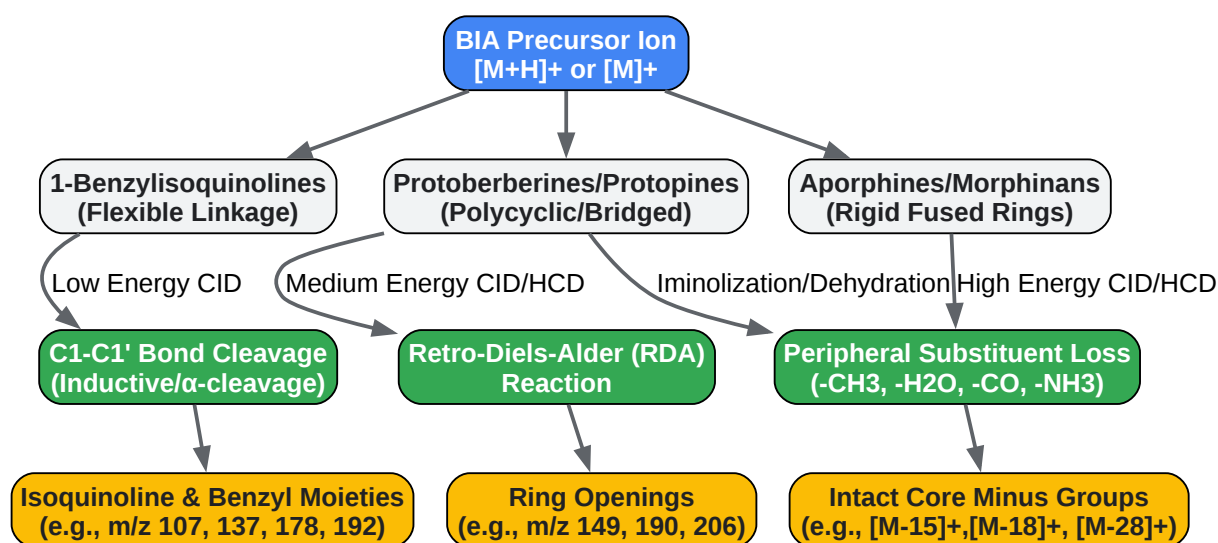 BIA Precursor Ion
[M+H]+ or [M]+
1-Benzylisoquinolines
(Flexible Linkage)
Protoberberines/Protopines
(Polycyclic/Bridged)
Aporphines/Morphinans
(Rigid Fused Rings)
Low Energy CID
Medium Energy CID/HCD
Iminolization/Dehydration
High Energy CID/HCD
C1-C1' Bond Cleavage
(Inductive/α-cleavage)
Retro-Diels-Alder (RDA)
Reaction
Peripheral Substituent Loss
(-CH3, -H2O, -CO, -NH3)
Isoquinoline & Benzyl Moieties
(e.g., m/z 107, 137, 178, 192)
Ring Openings
(e.g., m/z 149, 190, 206)
Intact Core Minus Groups
(e.g., [M-15]+,[M-18]+, [M-28]+)